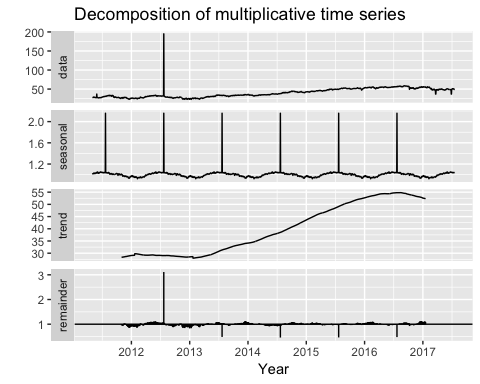 Decomposition of multiplicative time series
200
150
100
50
data
2.0
1.6
1.2
seasonal
55
50
45
40
35
30
trend
3
2
1
remainder
2012 2013 2014 2015 2016 2017
Year